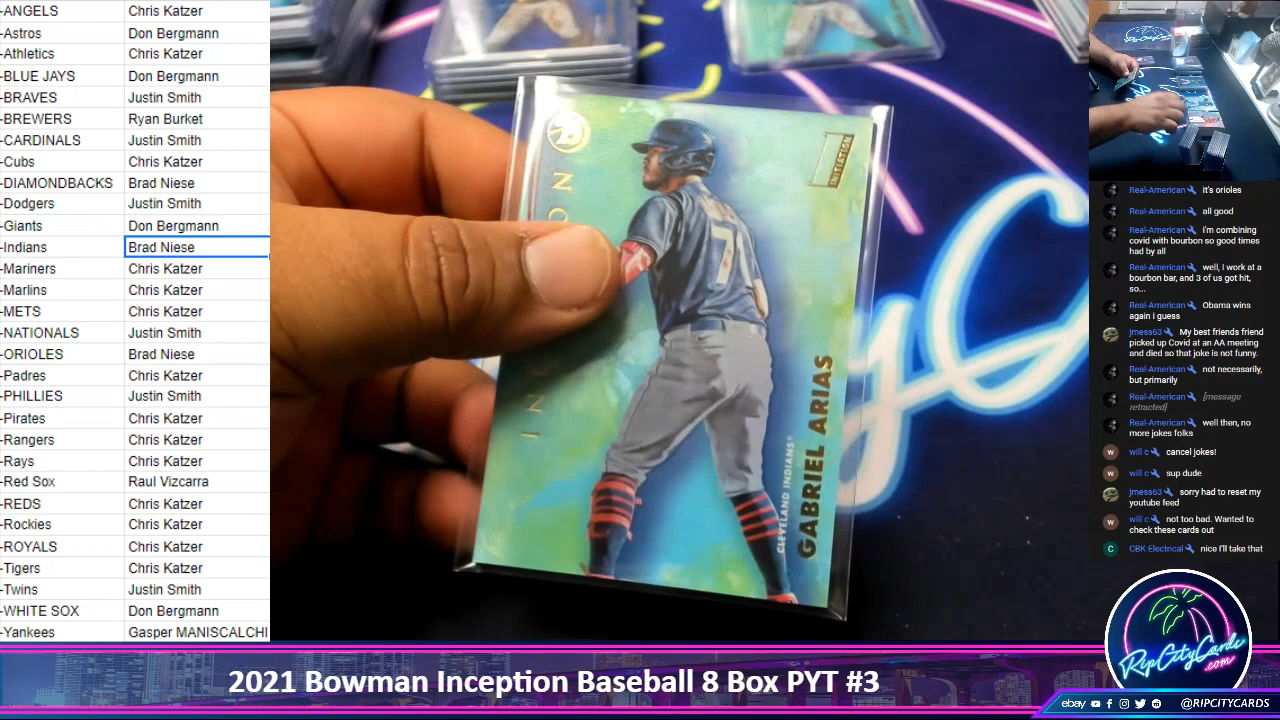 -ANGELS Chris Katzer
-Astros Don Bergmann
-Athletics Chris Katzer
-BLUE JAYS Don Bergmann
-BRAVES Justin Smith
-BREWERS Ryan Burket
-CARDINALS Justin Smith
-Cubs Chris Katzer
-DIAMONDBACKS Brad Niese
-Dodgers Justin Smith
-Giants Don Bergmann
-Indians Brad Niese
-Mariners Chris Katzer
-Marlins Chris Katzer
-METS Chris Katzer
-NATIONALS Justin Smith
-ORIOLES Brad Niese
-Padres Chris Katzer
-PHILLIES Justin Smith
-Pirates Chris Katzer
-Rangers Chris Katzer
-Rays Chris Katzer
-Red Sox Raul Vizcarra
-REDS Chris Katzer
-Rockies Chris Katzer
-ROYALS Chris Katzer
-Tigers Chris Katzer
-Twins Justin Smith
-WHITE SOX Don Bergmann
-Yankees Gasper MANISCALCHI
INITIATION
71
CLEVELAND INDIANS
GABRIEL ARIAS
yC
Real-American it's orioles
Real-American all good
Real-American i'm combining
covid with bourbon so good times
had by all
Real-American well, I work at a
bourbon bar, and 3 of us got hit,
so...
Real-American Obama wins
again I guess
jmess63 My best friends friend
picked up Covid at an AA meeting
and died so that joke is not funny.
Real-American not necessarily,
but primarily
Real-American [message
retracted]
Real-American well then, no
more jokes folks
w will c cancel jokes!
w will c sup dude
jmess63 sorry had to reset my
youtube feed
w will c not too bad. Wanted to
check these cards out
C CBK Electrical nice I'll take that
RipCityCards
.com
2021 Bowman Inception Baseball 8 Box PYT #3
ebay @RIPCITYCARDS